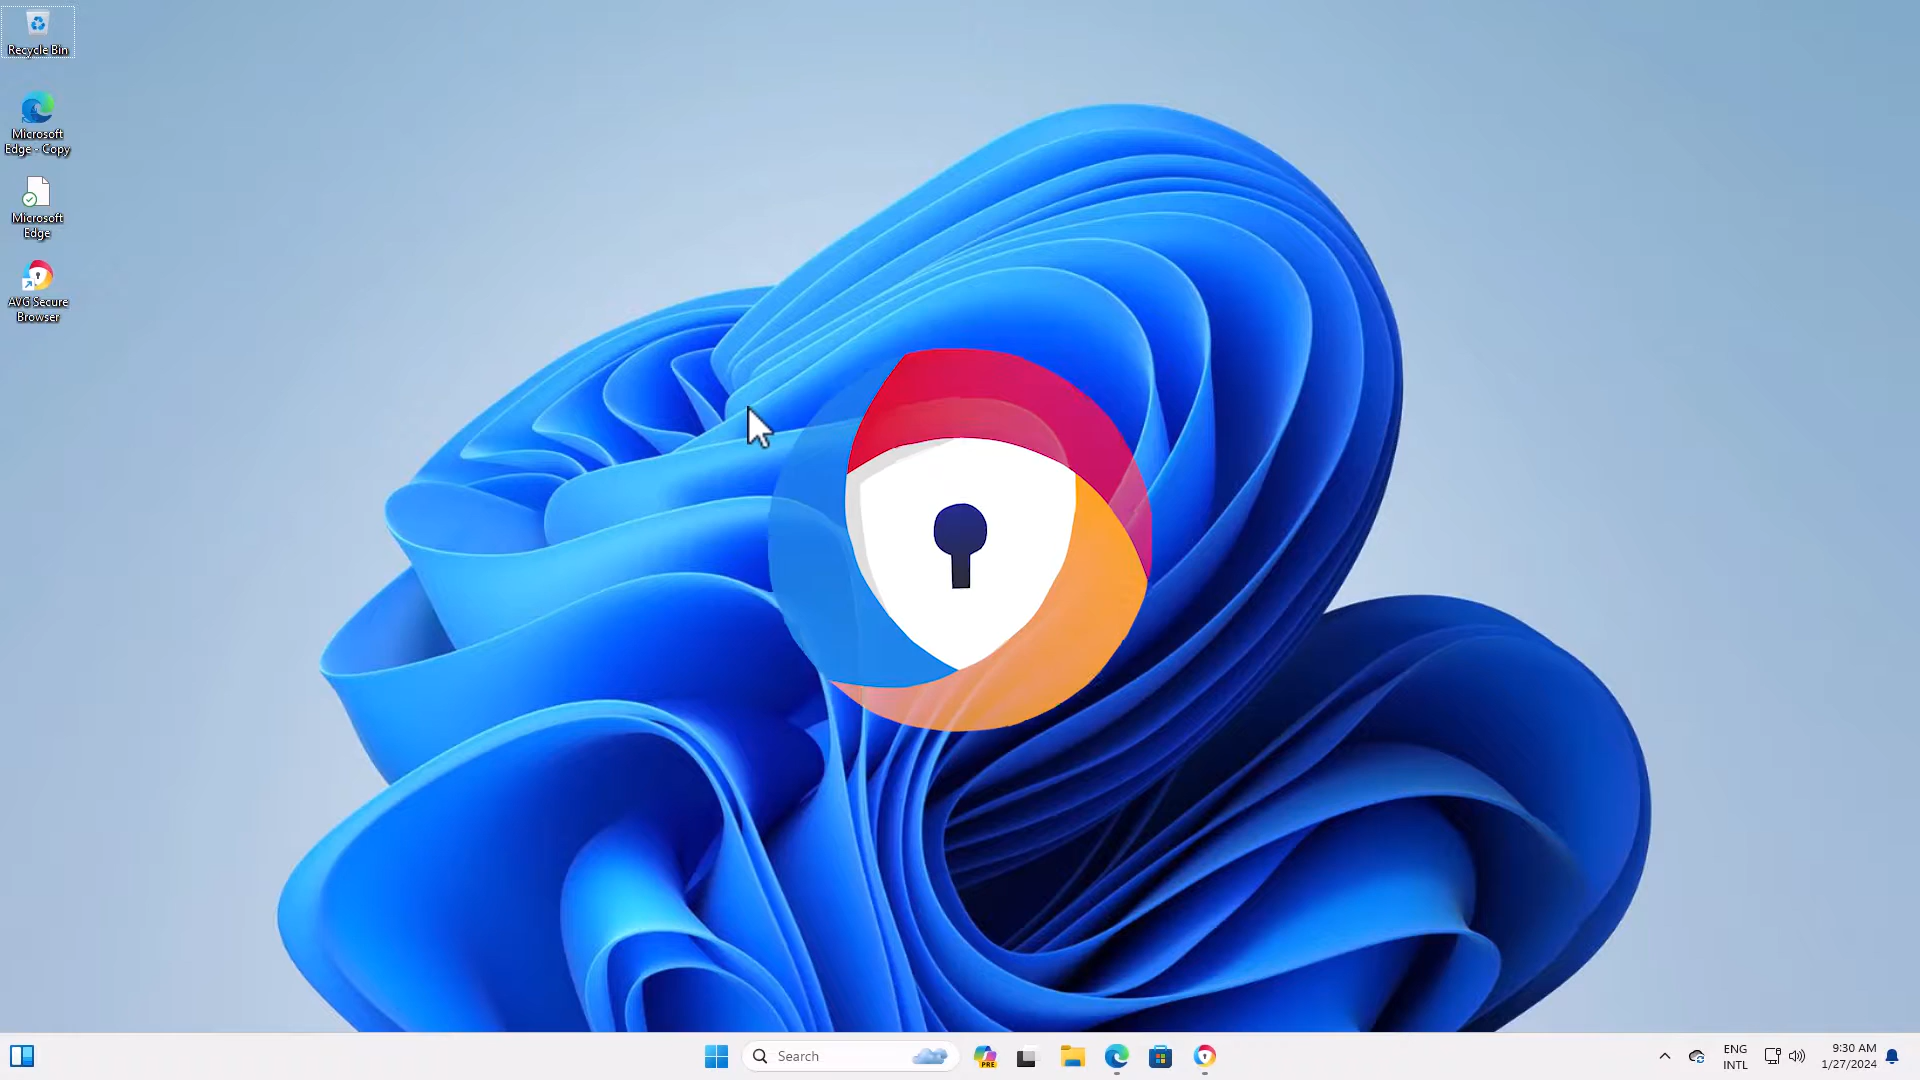 Recycle Bin
Microsoft
Edge - Copy
Microsoft
Edge
AVG Secure
Browser
Search
PRE
ENG
INTL
9:30 AM
1/27/2024